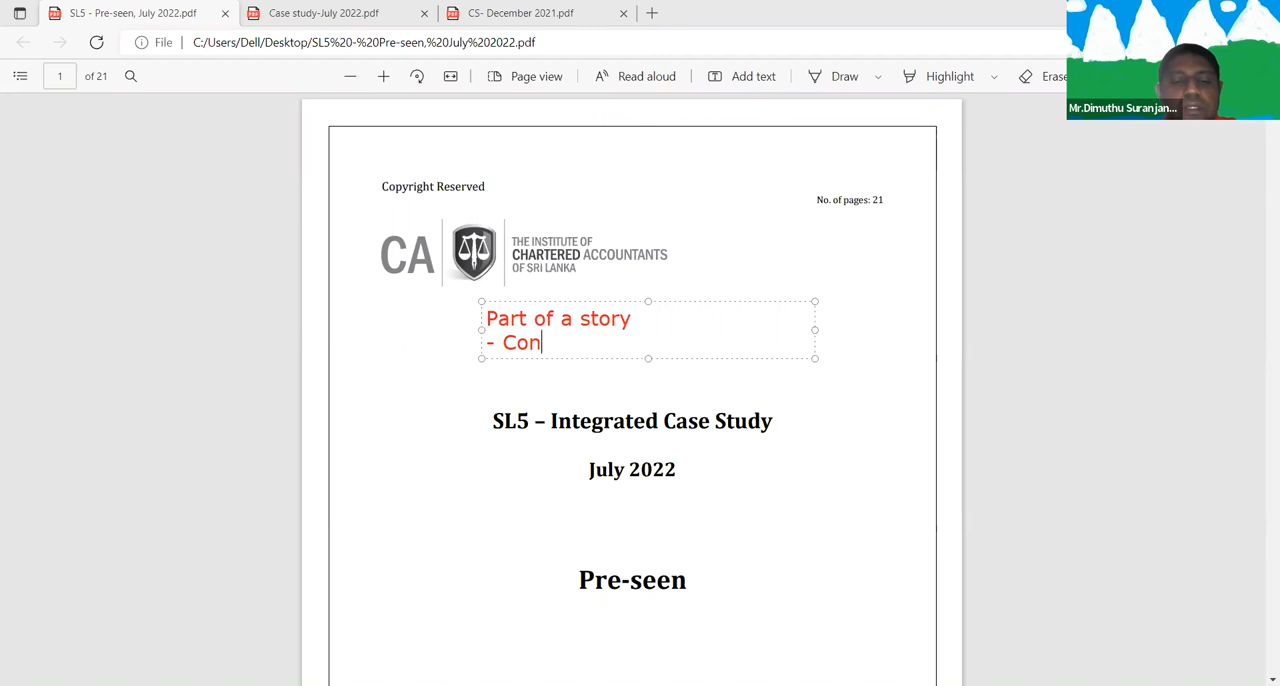 SL5 - Pre-seen, July 2022.pdf
Case study-July 2022.pdf
CS- December 2021.pdf
File
C:/Users/Dell/Desktop/SL5%20-%20Pre-seen,%20July%202022.pdf
1
of 21
Page view
Read aloud
Add text
Draw
Highlight
Erase
Mr.Dimuthu Suranjan...
Copyright Reserved
No. of pages: 21
CA
THE INSTITUTE OF
CHARTERED ACCOUNTANTS
OF SRI LANKA
Part of a story
- Con
SL5 – Integrated Case Study
July 2022
Pre-seen